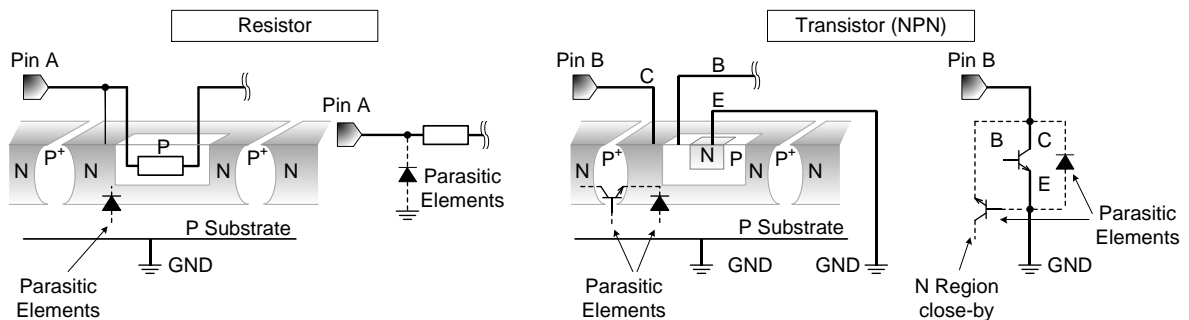 Resistor
Pin A
N
P+
N
P
N
P+
N
P Substrate
GND
Parasitic
Elements
Pin A
Parasitic
Elements
Transistor (NPN)
Pin B
C
B
E
N
P+
N
N
P
P+
N
N
P Substrate
GND
GND
Parasitic
Elements
Pin B
B
C
E
Parasitic
Elements
GND
N Region
close-by